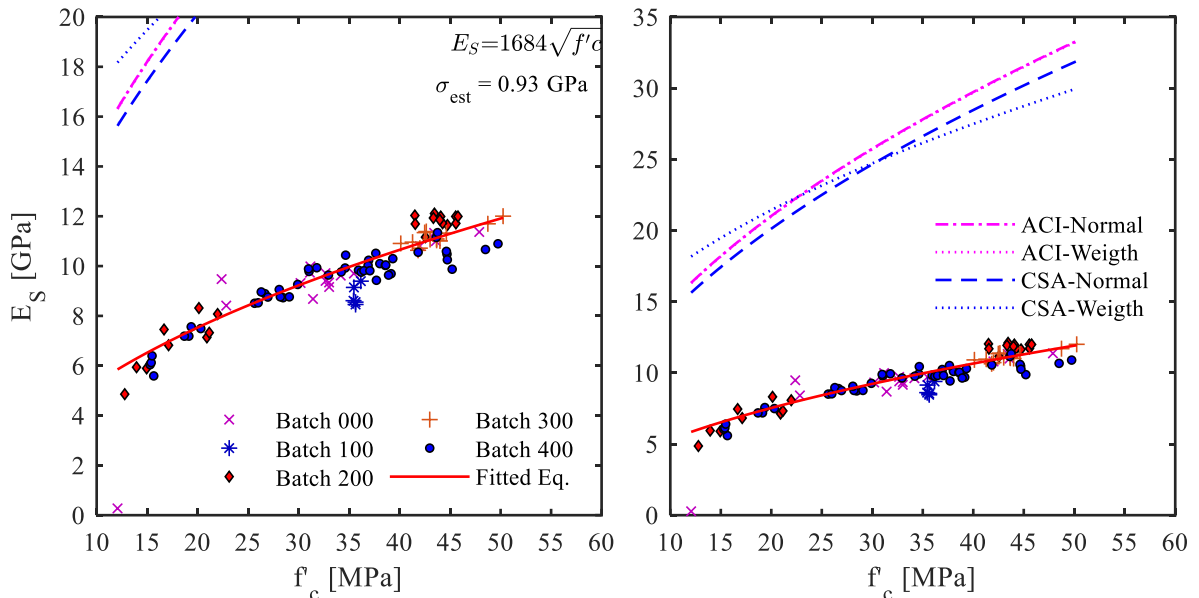 20
18
16
14
12
10
8
6
4
2
0
E_S [GPa]
E_S=1684√f'c
σ_est = 0.93 GPa
Batch 000
Batch 100
Batch 200
Batch 300
Batch 400
Fitted Eq.
10 15 20 25 30 35 40 45 50 55 60
f'_c [MPa]
35
30
25
20
15
10
5
0
ACI-Normal
ACI-Weigth
CSA-Normal
CSA-Weigth
10 15 20 25 30 35 40 45 50 55 60
f'_c [MPa]